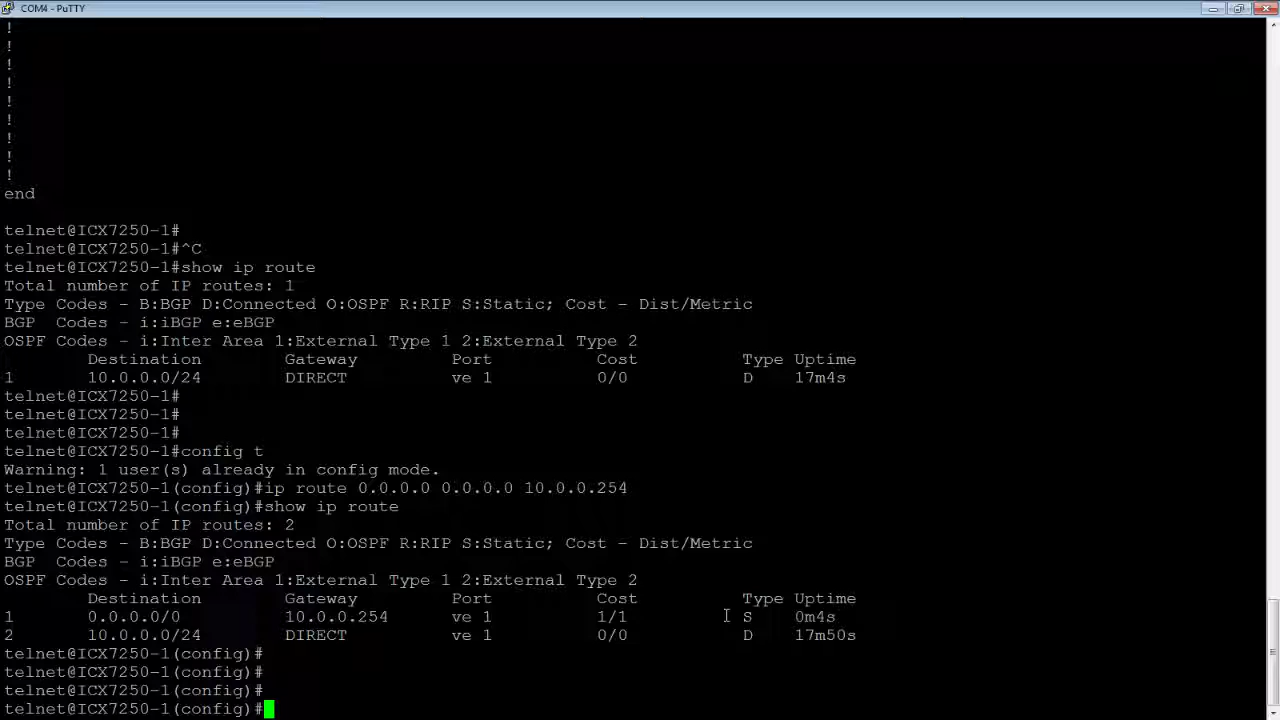 COM4 - PuTTY
!
!
!
!
!
!
!
!
!
end
telnet@ICX7250-1#
telnet@ICX7250-1#^C
telnet@ICX7250-1#show ip route
Total number of IP routes: 1
Type Codes - B:BGP D:Connected O:OSPF R:RIP S:Static; Cost - Dist/Metric
BGP  Codes - i:iBGP e:eBGP
OSPF Codes - i:Inter Area 1:External Type 1 2:External Type 2
        Destination        Gateway         Port          Cost          Type Uptime
1       10.0.0.0/24        DIRECT          ve 1          0/0           D    17m4s
telnet@ICX7250-1#
telnet@ICX7250-1#
telnet@ICX7250-1#
telnet@ICX7250-1#config t
Warning: 1 user(s) already in config mode.
telnet@ICX7250-1(config)#ip route 0.0.0.0 0.0.0.0 10.0.0.254
telnet@ICX7250-1(config)#show ip route
Total number of IP routes: 2
Type Codes - B:BGP D:Connected O:OSPF R:RIP S:Static; Cost - Dist/Metric
BGP  Codes - i:iBGP e:eBGP
OSPF Codes - i:Inter Area 1:External Type 1 2:External Type 2
        Destination        Gateway         Port          Cost          Type Uptime
1       0.0.0.0/0          10.0.0.254      ve 1          1/1           S    0m4s
2       10.0.0.0/24        DIRECT          ve 1          0/0           D    17m50s
telnet@ICX7250-1(config)#
telnet@ICX7250-1(config)#
telnet@ICX7250-1(config)#
telnet@ICX7250-1(config)#